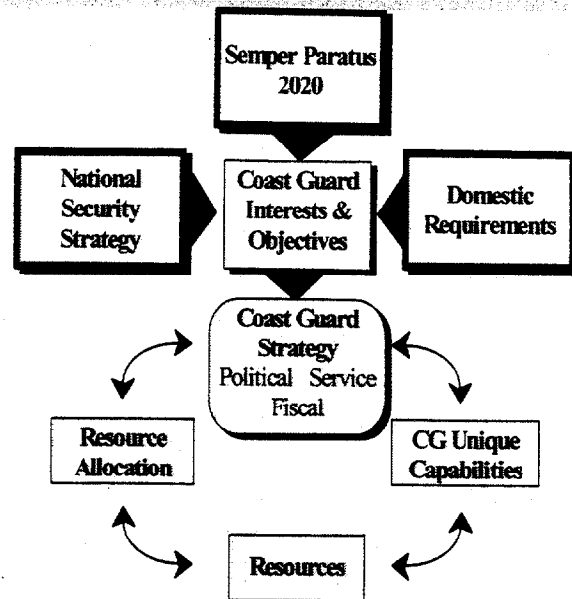 Semper Paratus
2020
National
Security
Strategy
Coast Guard
Interests &
Objectives
Domestic
Requirements
Coast Guard
Strategy
Political Service
Fiscal
Resource
Allocation
CG Unique
Capabilities
Resources